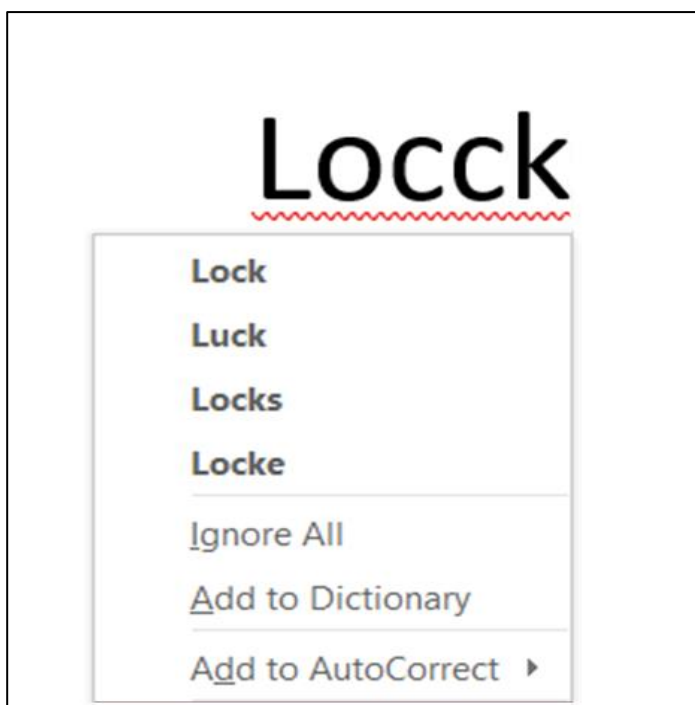 Locck
Lock
Luck
Locks
Locke
Ignore All
Add to Dictionary
Add to AutoCorrect